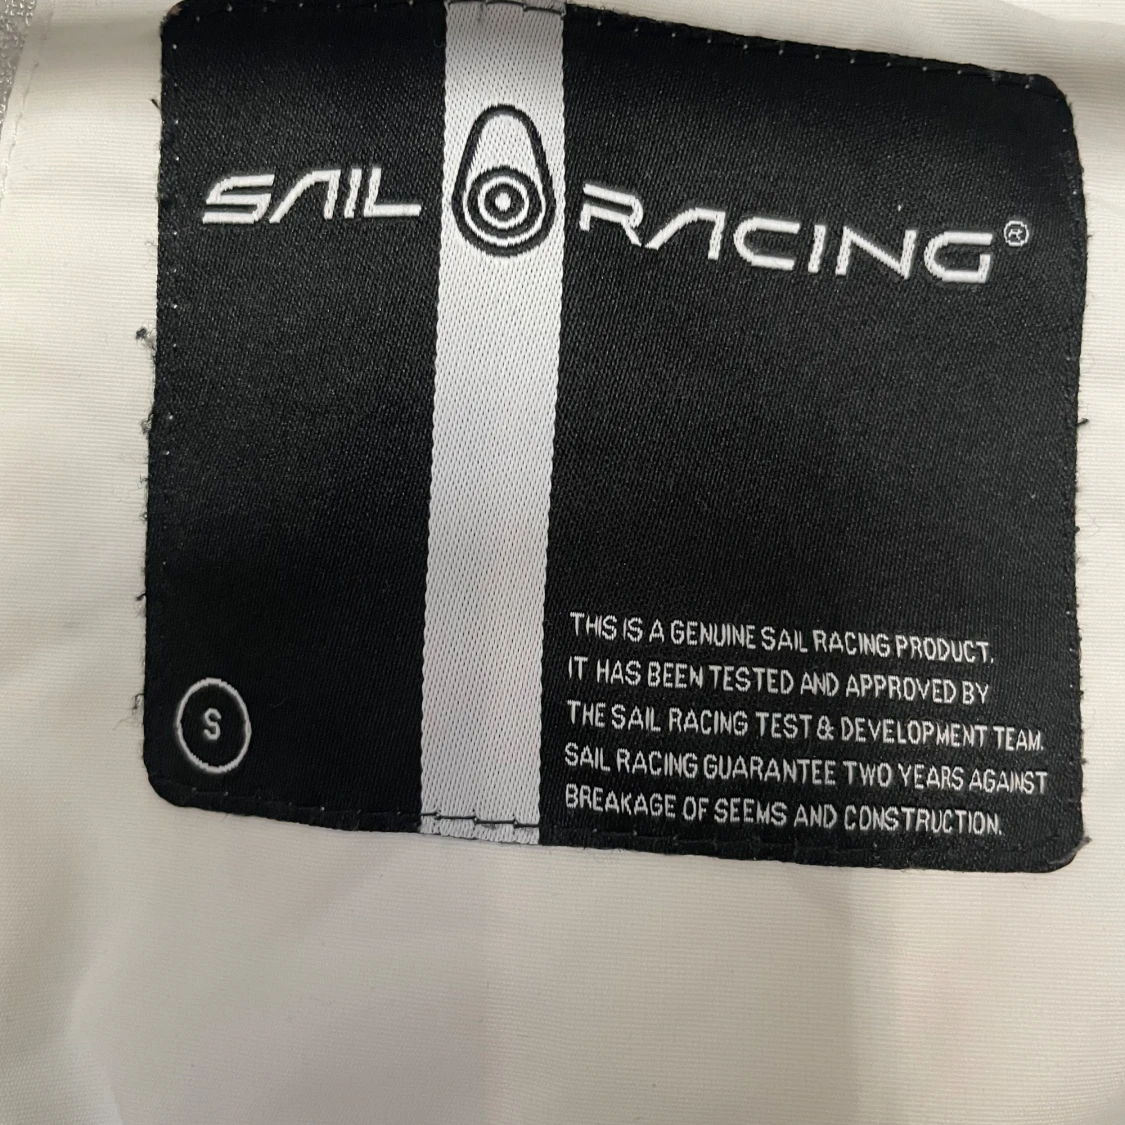 SAIL RACING®
THIS IS A GENUINE SAIL RACING PRODUCT.
IT HAS BEEN TESTED AND APPROVED BY
THE SAIL RACING TEST & DEVELOPMENT TEAM.
SAIL RACING GUARANTEE TWO YEARS AGAINST
BREAKAGE OF SEEMS AND CONSTRUCTION.
S